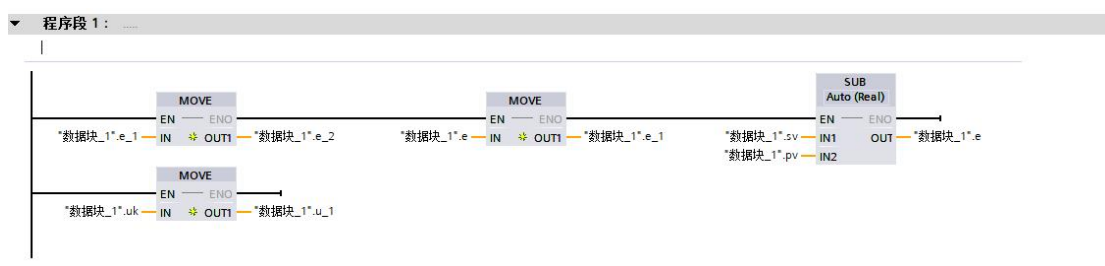 程序段 1： .....
SUB
MOVE MOVE Auto (Real)
EN ENO EN ENO EN ENO
"数据块_1".e_1 IN OUT1 "数据块_1".e_2 "数据块_1".e IN OUT1 "数据块_1".e_1 "数据块_1".sv IN1 OUT "数据块_1".e
"数据块_1".pv IN2
MOVE
EN ENO
"数据块_1".uk IN OUT1 "数据块_1".u_1